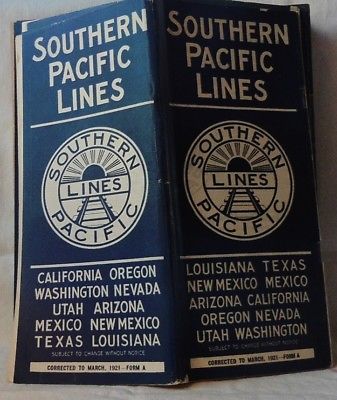 SOUTHERN
PACIFIC
LINES
SOUTHERN
LINES
PACIFIC
CALIFORNIA OREGON
WASHINGTON NEVADA
UTAH ARIZONA
MEXICO NEW MEXICO
TEXAS LOUISIANA
SUBJECT TO CHANGE WITHOUT NOTICE
CORRECTED TO MARCH, 1921—FORM A
SOUTHERN
PACIFIC
LINES
SOUTHERN
LINES
PACIFIC
LOUISIANA TEXAS
NEW MEXICO MEXICO
ARIZONA CALIFORNIA
OREGON NEVADA
UTAH WASHINGTON
SUBJECT TO CHANGE WITHOUT NOTICE
CORRECTED TO MARCH, 1921—FORM A